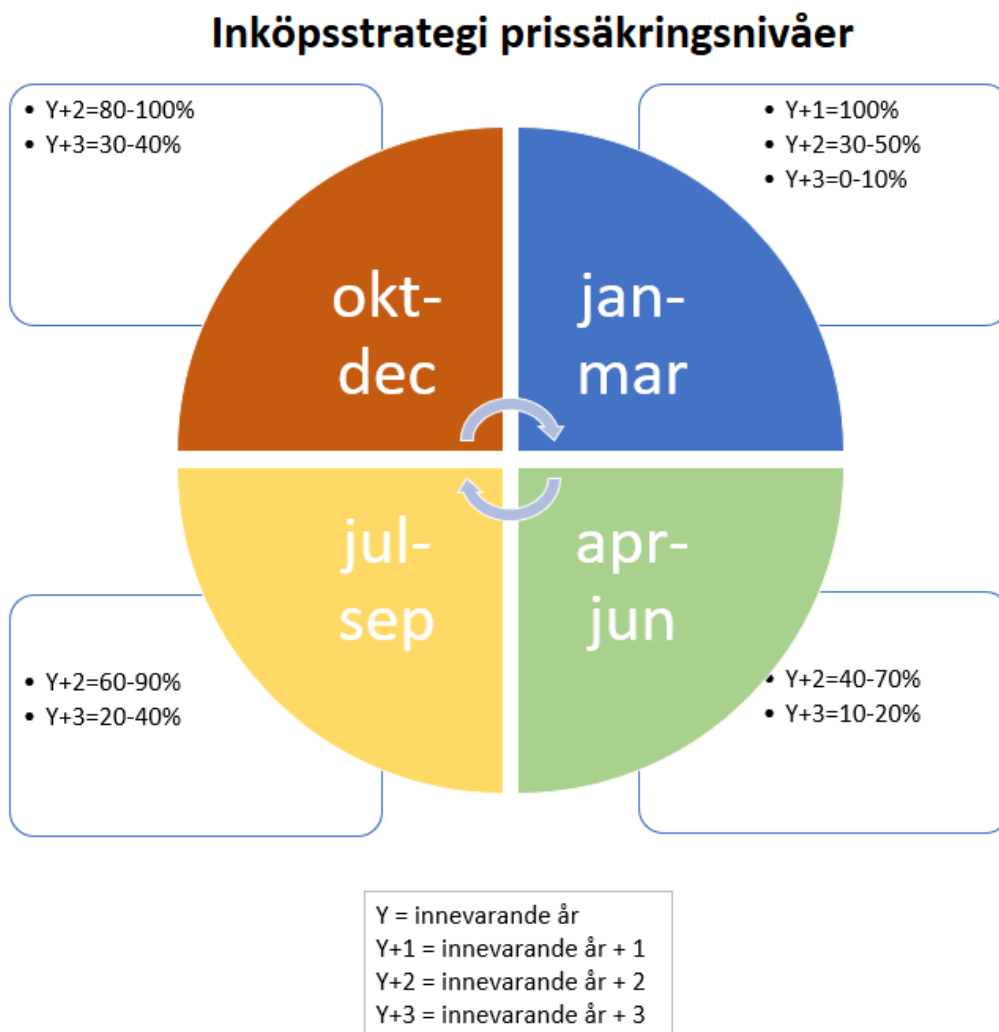 Inköpsstrategi prissäkringsnivåer
• Y+2=80-100%
• Y+3=30-40%
• Y+1=100%
• Y+2=30-50%
• Y+3=0-10%
okt-
dec
jan-
mar
jul-
sep
apr-
jun
• Y+2=60-90%
• Y+3=20-40%
• Y+2=40-70%
• Y+3=10-20%
Y = innevarande år
Y+1 = innevarande år + 1
Y+2 = innevarande år + 2
Y+3 = innevarande år + 3